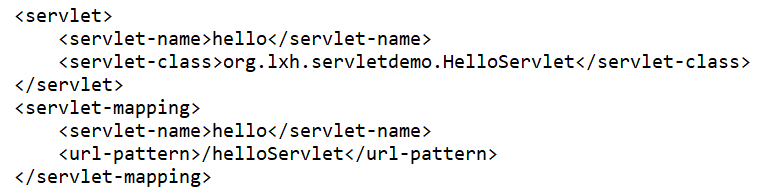 <servlet>
    <servlet-name>hello</servlet-name>
    <servlet-class>org.lxh.servletdemo.HelloServlet</servlet-class>
</servlet>
<servlet-mapping>
    <servlet-name>hello</servlet-name>
    <url-pattern>/helloServlet</url-pattern>
</servlet-mapping>